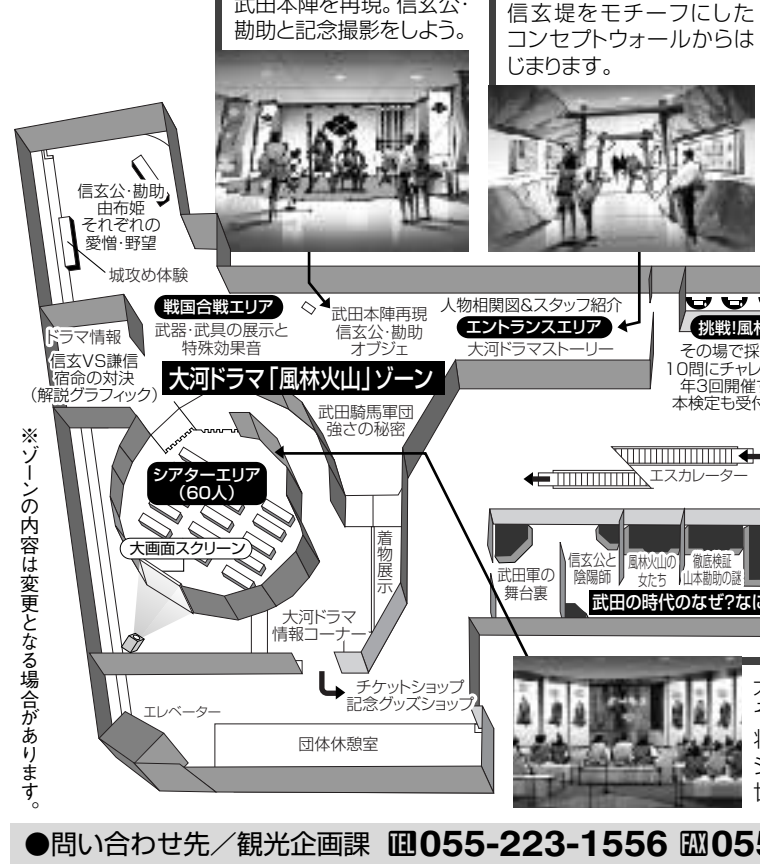 武田本陣を再現。信玄公・
勘助と記念撮影をしよう。
信玄堤をモチーフにした
コンセプトウォールからは
じまります。
信玄公・勘助
由布姫
それぞれの
愛憎・野望
城攻め体験
戦国合戦エリア
武器・武具の展示と
特殊効果音
武田本陣再現
信玄公・勘助
オブジェ
人物相関図&スタッフ紹介
エントランスエリア
大河ドラマストーリー
挑戦!風林
その場で採
10問にチャレ
年3回開催
本検定も受付
ドラマ情報
信玄VS謙信
宿命の対決
(解説グラフィック)
大河ドラマ「風林火山」ゾーン
武田騎馬軍団
強さの秘密
シアターエリア
(60人)
大画面スクリーン
エスカレーター
着物展示
武田軍の
舞台裏
信玄公と
陰陽師
風林火山の
女たち
徹底検証
山本勘助の謎
武田の時代のなぜ?なに
大河ドラマ
情報コーナー
チケットショップ
記念グッズショップ
エレベーター
団体休憩室
※ゾーンの内容は変更となる場合があります。
●問い合わせ先/観光企画課 TEL055-223-1556 FAX055